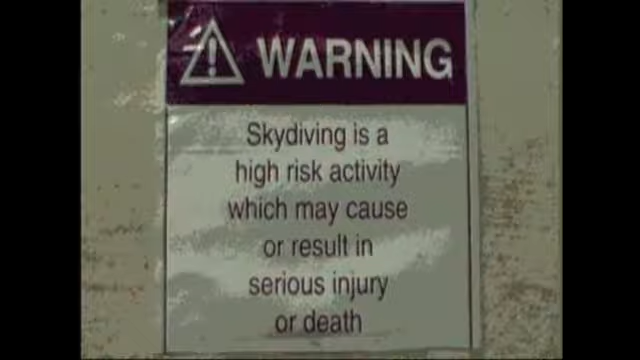 WARNING
Skydiving is a
high risk activity
which may cause
or result in
serious injury
or death